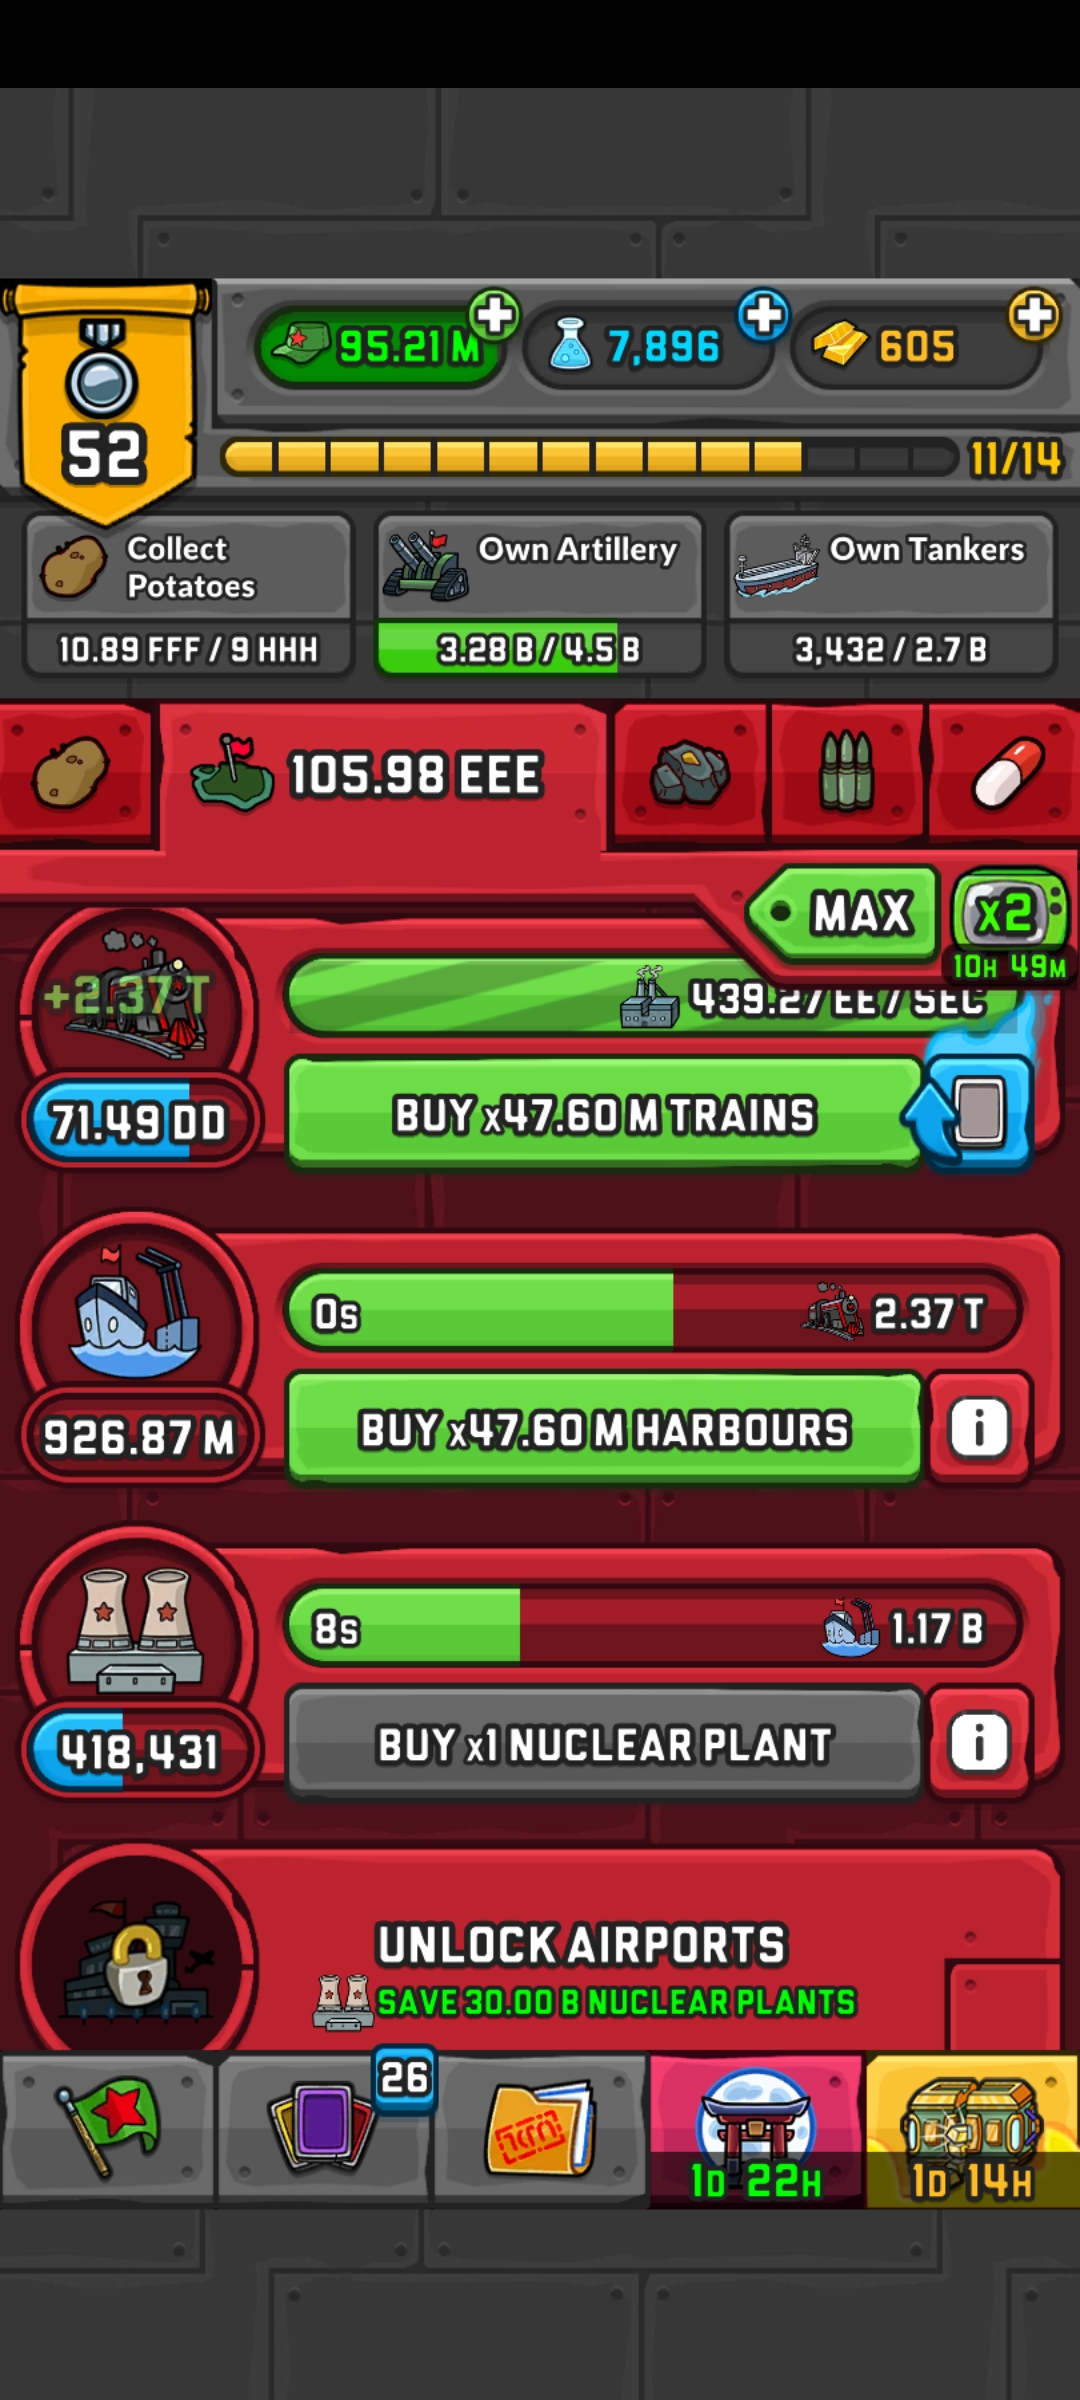 95.21 M
7,896
605
52
11/14
Collect
Potatoes
10.89 FFF / 9 HHH
Own Artillery
3.28 B / 4.5 B
Own Tankers
3,432 / 2.7 B
105.98 EEE
MAX
x2
10H 49M
+2.37 T
439.27 EE / SEC
71.49 DD
BUY x47.60 M TRAINS
0s
2.37 T
926.87 M
BUY x47.60 M HARBOURS
i
8s
1.17 B
418,431
BUY x1 NUCLEAR PLANT
i
UNLOCK AIRPORTS
SAVE 30.00 B NUCLEAR PLANTS
26
1D 22H
1D 14H